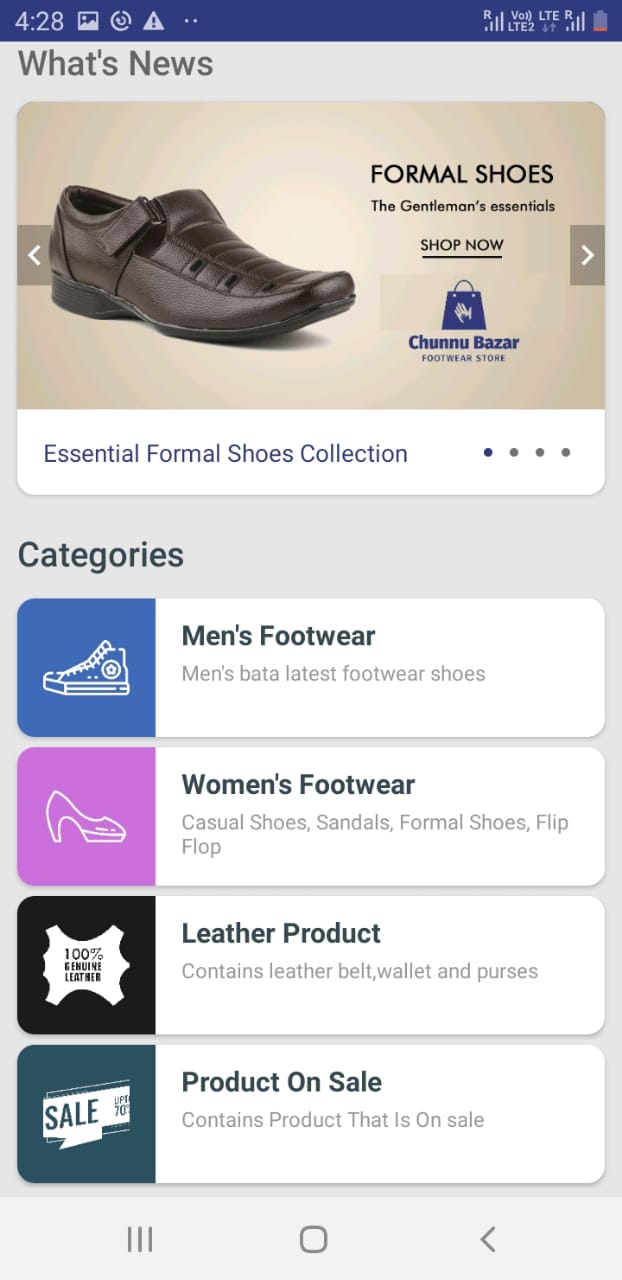 4:28
R Vo)) LTE R
LTE2
What's News
FORMAL SHOES
The Gentleman's essentials
SHOP NOW
Chunnu Bazar
FOOTWEAR STORE
Essential Formal Shoes Collection
Categories
Men's Footwear
Men's bata latest footwear shoes
Women's Footwear
Casual Shoes, Sandals, Formal Shoes, Flip
Flop
100%
GENUINE
LEATHER
Leather Product
Contains leather belt,wallet and purses
SALE
UPT
70
Product On Sale
Contains Product That Is On sale